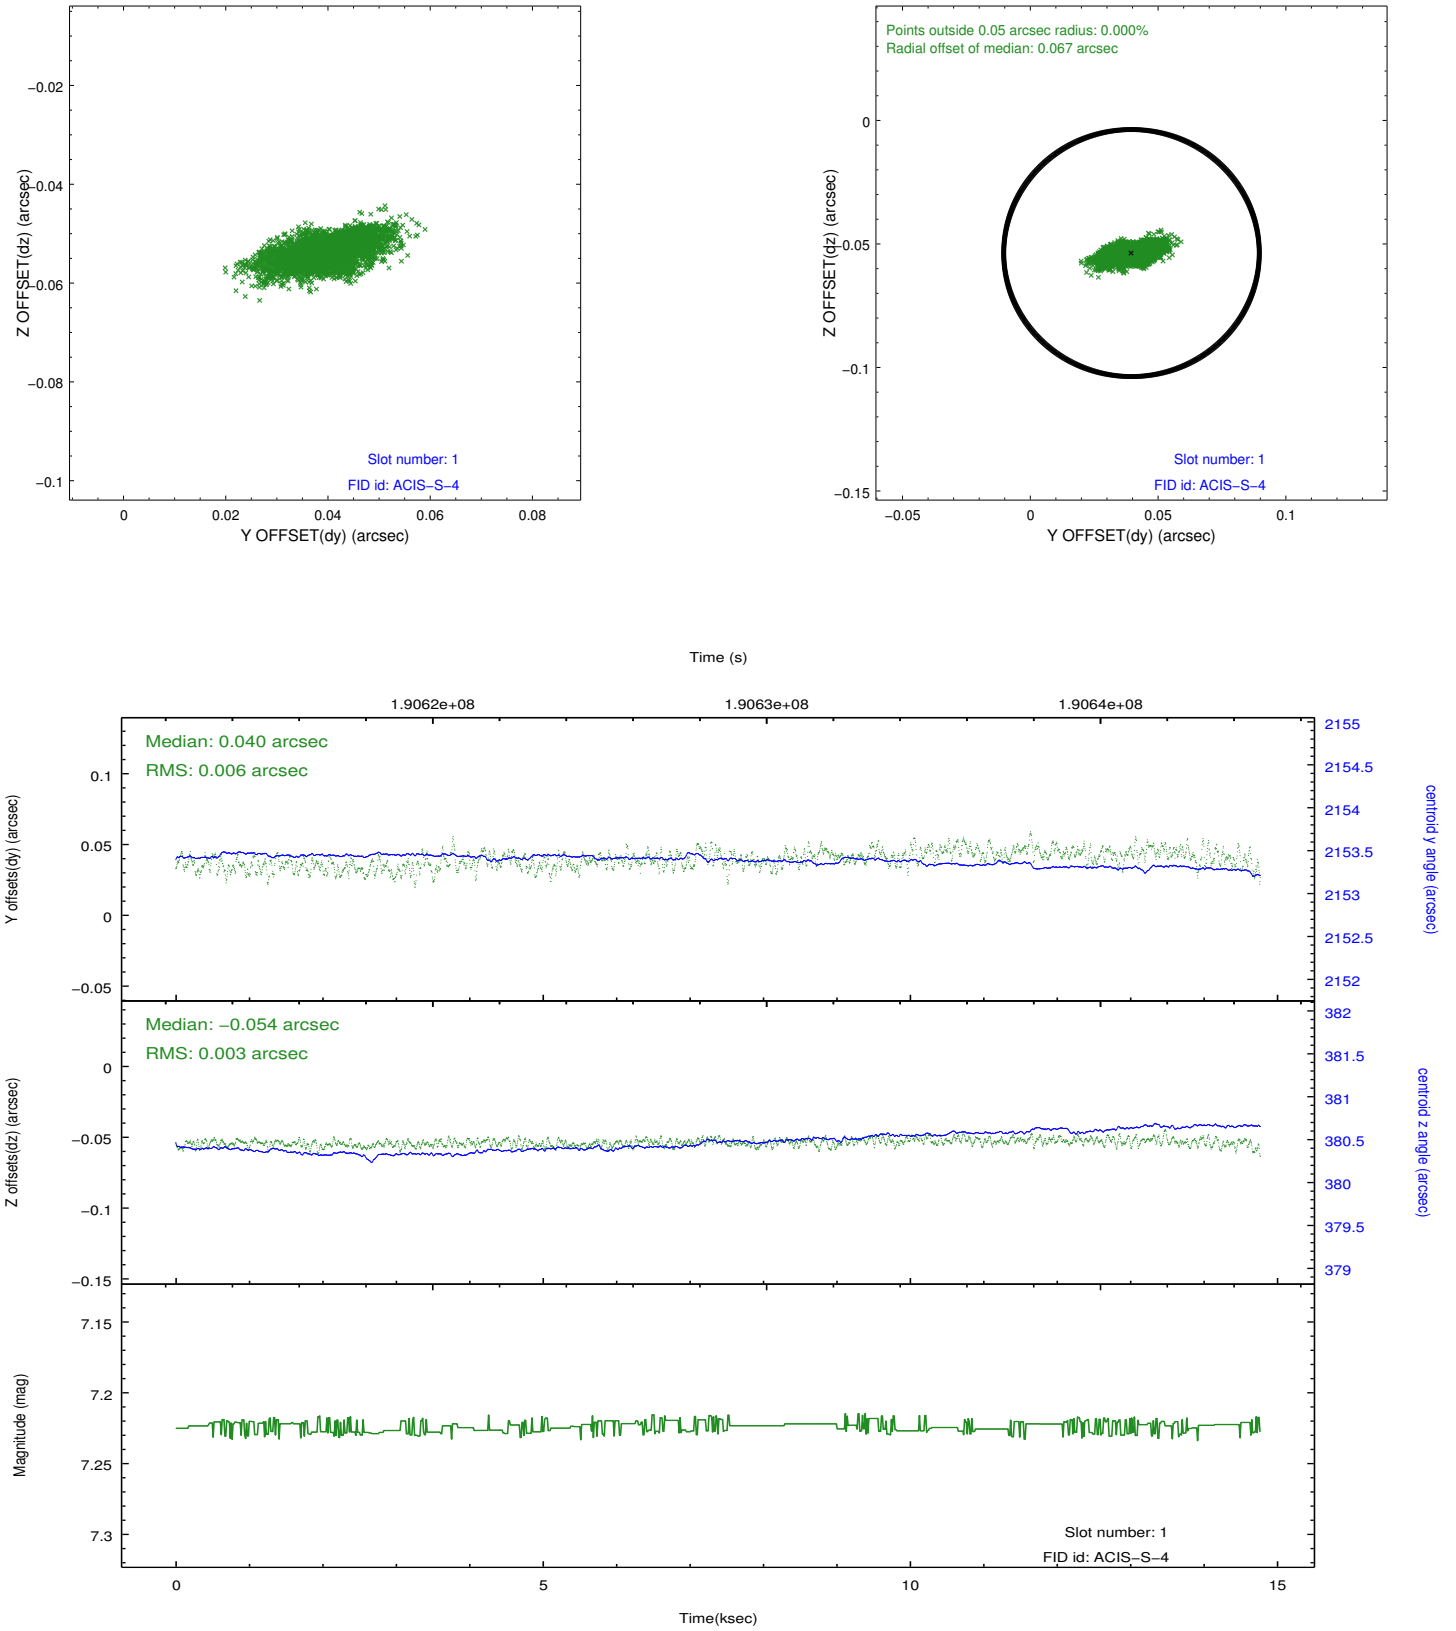 −0.02
−0.04
−0.06
−0.08
−0.1
Z OFFSET(dz) (arcsec)
Slot number: 1
FID id: ACIS−S−4
0 0.02 0.04 0.06 0.08
Y OFFSET(dy) (arcsec)
Points outside 0.05 arcsec radius: 0.000%
Radial offset of median: 0.067 arcsec
0
−0.05
−0.1
−0.15
Z OFFSET(dz) (arcsec)
Slot number: 1
FID id: ACIS−S−4
−0.05 0 0.05 0.1
Y OFFSET(dy) (arcsec)
Time (s)
1.9062e+08 1.9063e+08 1.9064e+08
Median: 0.040 arcsec
RMS: 0.006 arcsec
0.1
0.05
0
−0.05
Y offsets(dy) (arcsec)
2155
2154.5
2154
2153.5
2153
2152.5
2152
centroid y angle (arcsec)
Median: −0.054 arcsec
RMS: 0.003 arcsec
0
−0.05
−0.1
−0.15
Z offsets(dz) (arcsec)
382
381.5
381
380.5
380
379.5
379
centroid z angle (arcsec)
7.15
7.2
7.25
7.3
Magnitude (mag)
Slot number: 1
FID id: ACIS−S−4
0 5 10 15
Time(ksec)